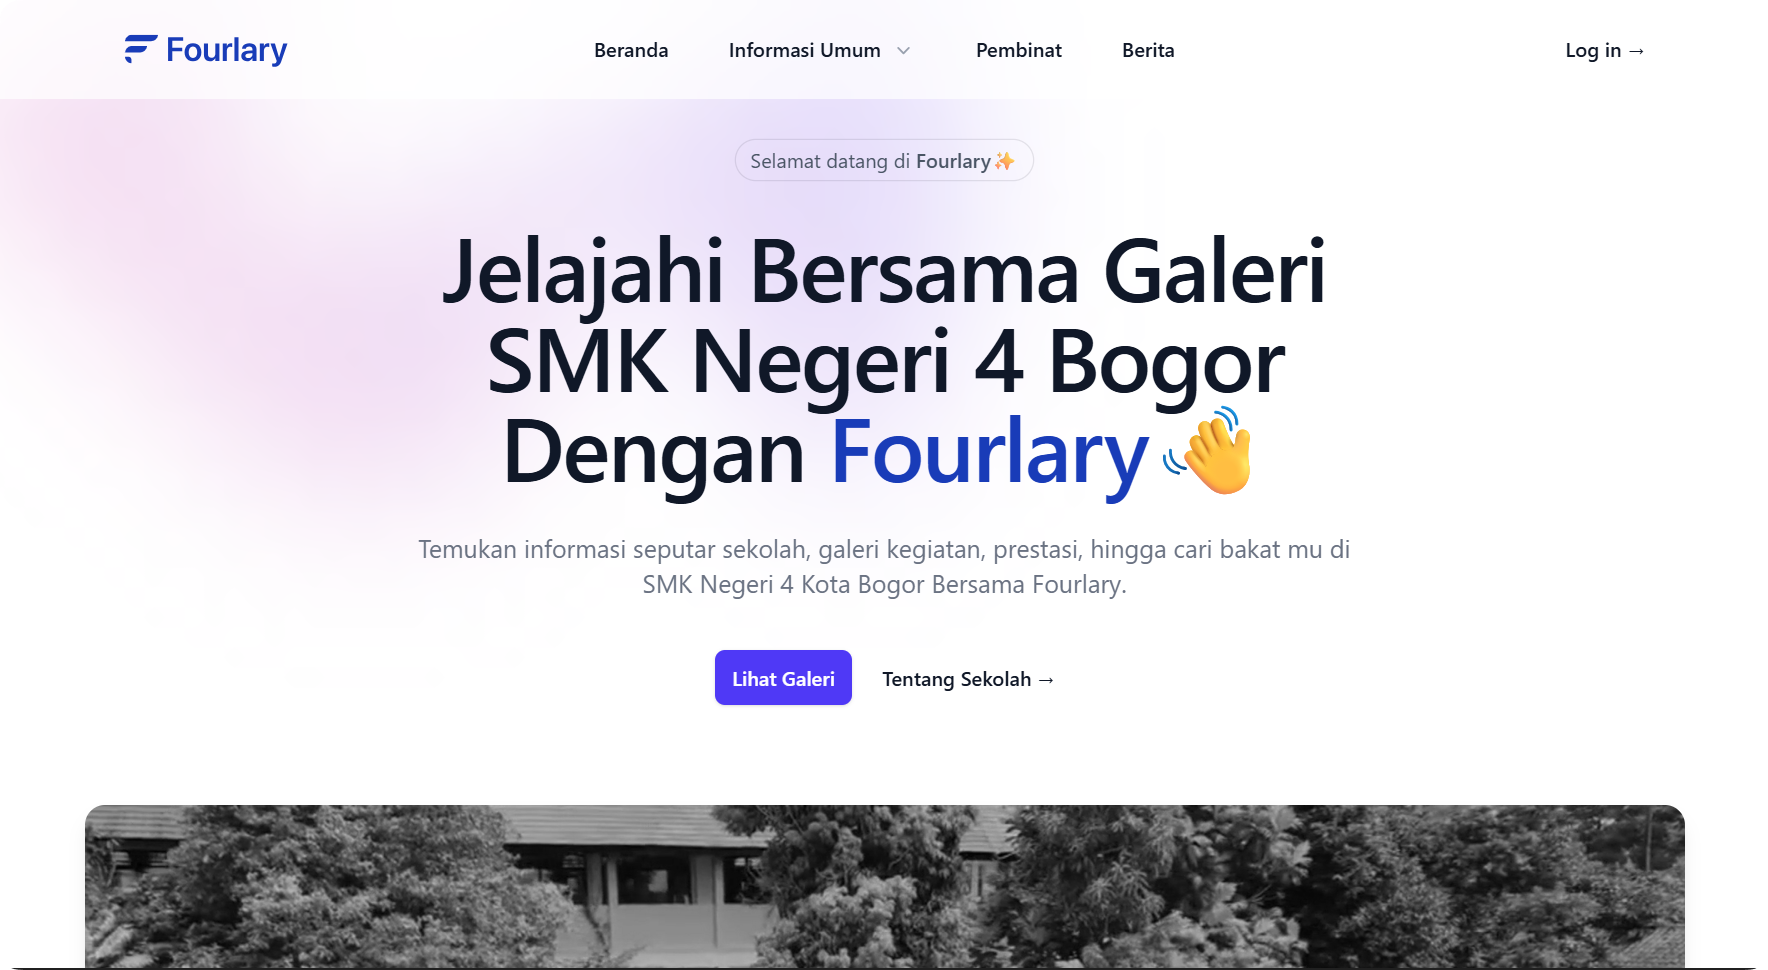 Fourlary
Beranda
Informasi Umum
Pembinat
Berita
Log in →
Selamat datang di Fourlary✨
Jelajahi Bersama Galeri
SMK Negeri 4 Bogor
Dengan Fourlary 👋
Temukan informasi seputar sekolah, galeri kegiatan, prestasi, hingga cari bakat mu di
SMK Negeri 4 Kota Bogor Bersama Fourlary.
Lihat Galeri
Tentang Sekolah →